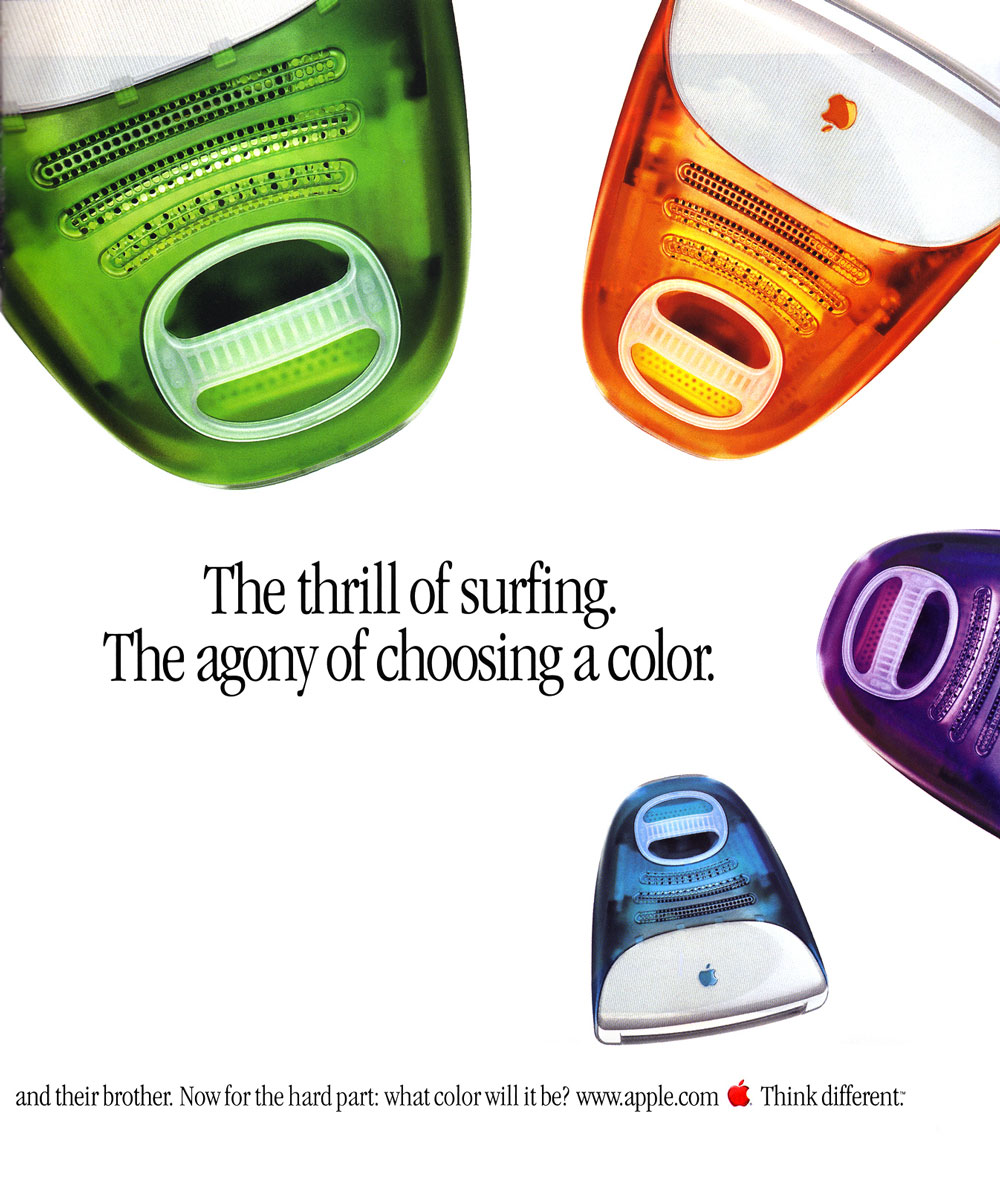 The thrill of surfing.
The agony of choosing a color.
and their brother. Now for the hard part: what color will it be? www.apple.com Think different.™